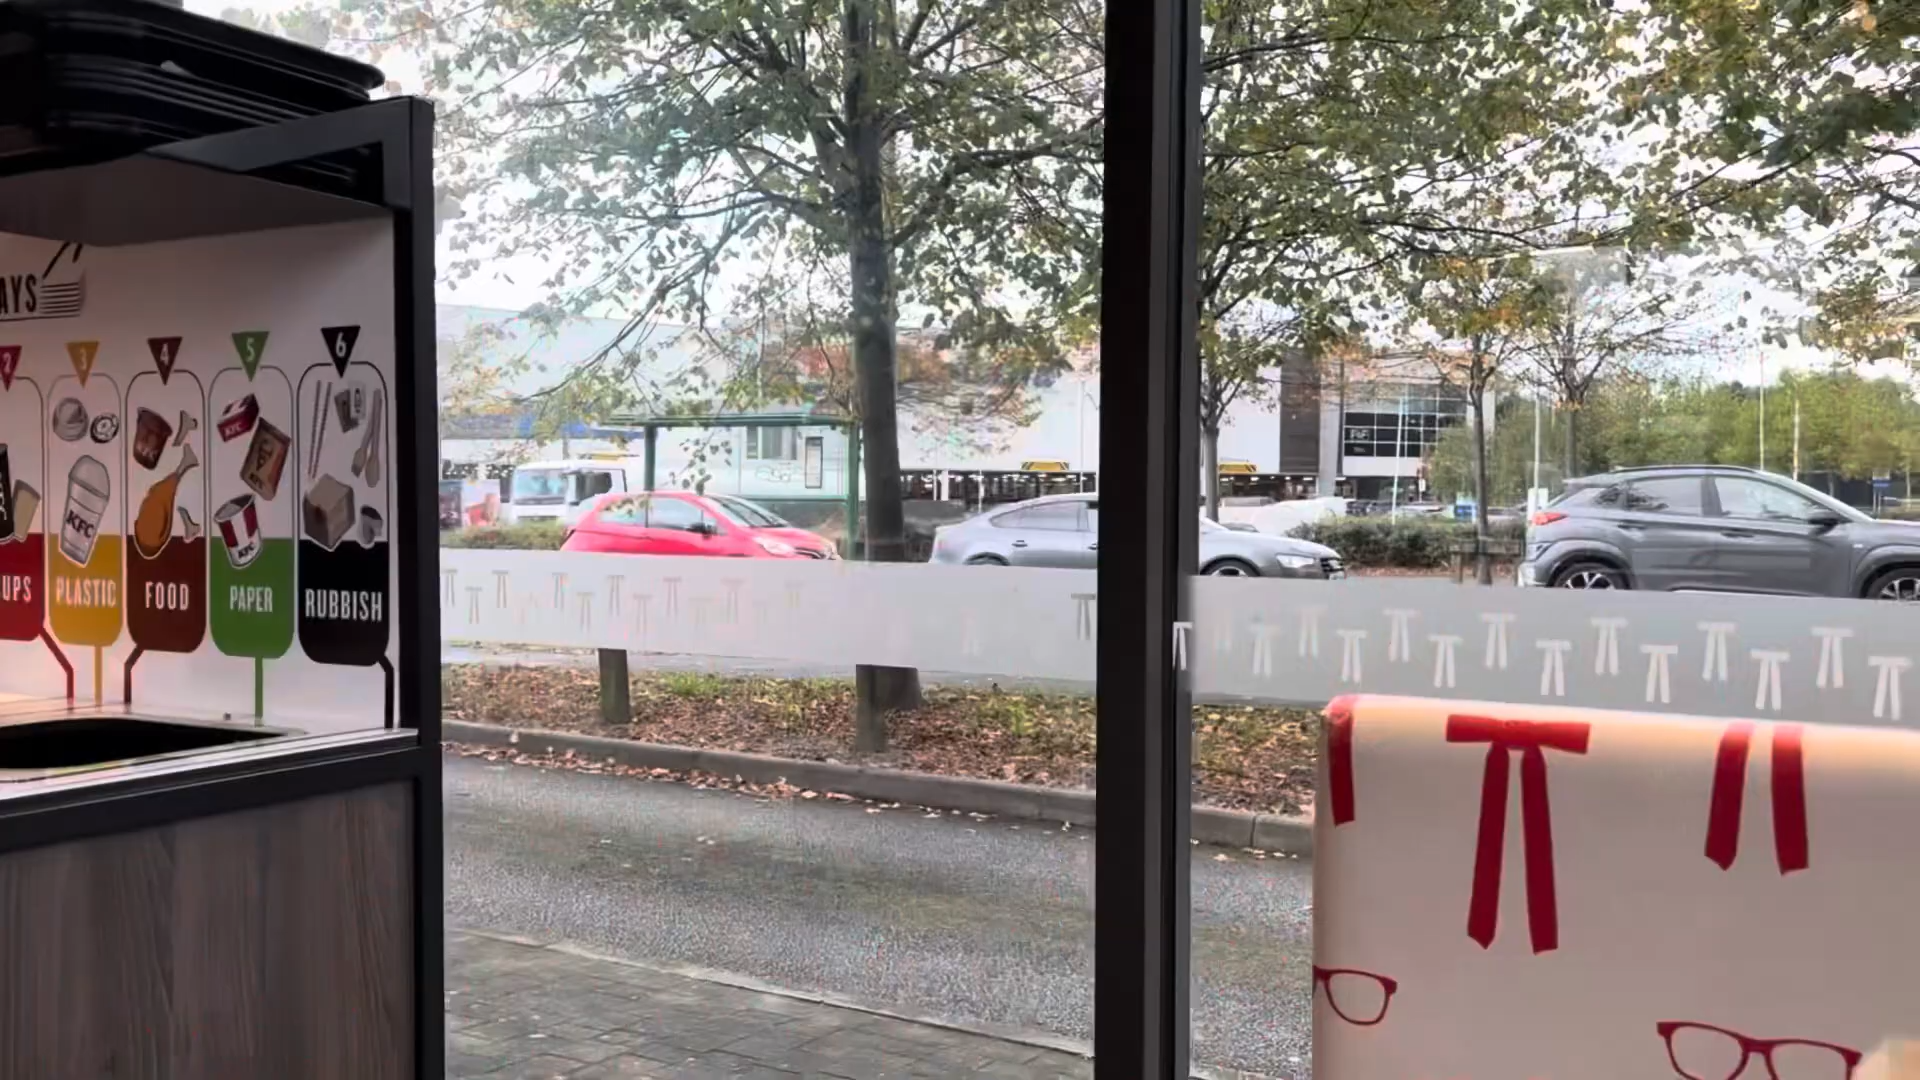 AYS
2
3
4
5
6
KFC
KFC
KFC
KFC
UPS
PLASTIC
FOOD
PAPER
RUBBISH
F&F